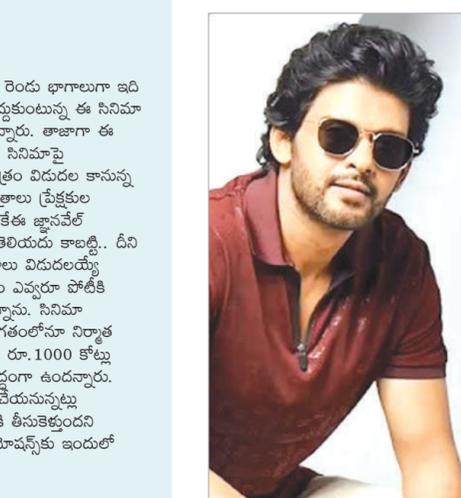 రెండు భాగాలుగా ఇది
ద్దుకుంటున్న ఈ సినిమా
న్నారు. తాజాగా ఈ
సినిమాపై
త్రం విడుదల కానున్న
త్రాలు ప్రేక్షకుల
కేఈ జ్ఞానవేల్
తెలియదు కాబట్టి.. దీని
లు విడుదలయ్యే
ం ఎవ్వరూ పోటీకి
న్నాను. సినిమా
గతంలోనూ నిర్మాత
రూ.1000 కోట్లు
ద్ధంగా ఉందన్నారు.
చేయనున్నట్లు
కి తీసుకెళ్తుందని
మోషన్స్‌కు ఇందులో